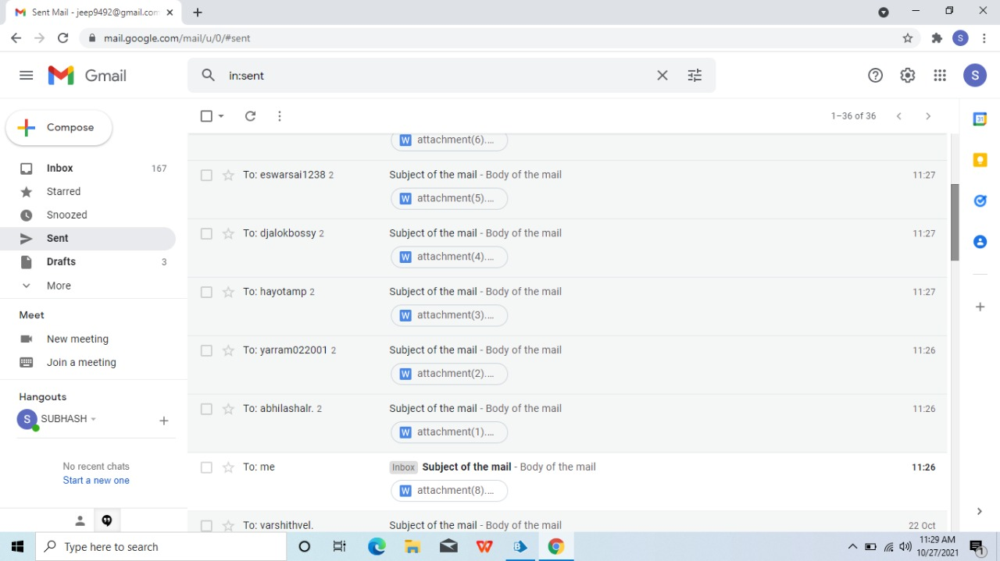 Sent Mail - jeep9492@gmail.com
mail.google.com/mail/u/0/#sent
S
Gmail
in:sent
S
Compose
1–36 of 36
31
Inbox 167
Starred
Snoozed
Sent
Drafts 3
More
Meet
New meeting
Join a meeting
Hangouts
S SUBHASH
No recent chats
Start a new one
W attachment(6)....
To: eswarsai1238 2 Subject of the mail - Body of the mail 11:27
W attachment(5)....
To: djalokbossy 2 Subject of the mail - Body of the mail 11:27
W attachment(4)....
To: hayotamp 2 Subject of the mail - Body of the mail 11:27
W attachment(3)....
To: yarram022001 2 Subject of the mail - Body of the mail 11:26
W attachment(2)....
To: abhilashalr. 2 Subject of the mail - Body of the mail 11:26
W attachment(1)....
To: me Inbox Subject of the mail - Body of the mail 11:26
W attachment(8)....
To: varshithvel. Subject of the mail - Body of the mail 22 Oct
Type here to search
11:29 AM
10/27/2021
1